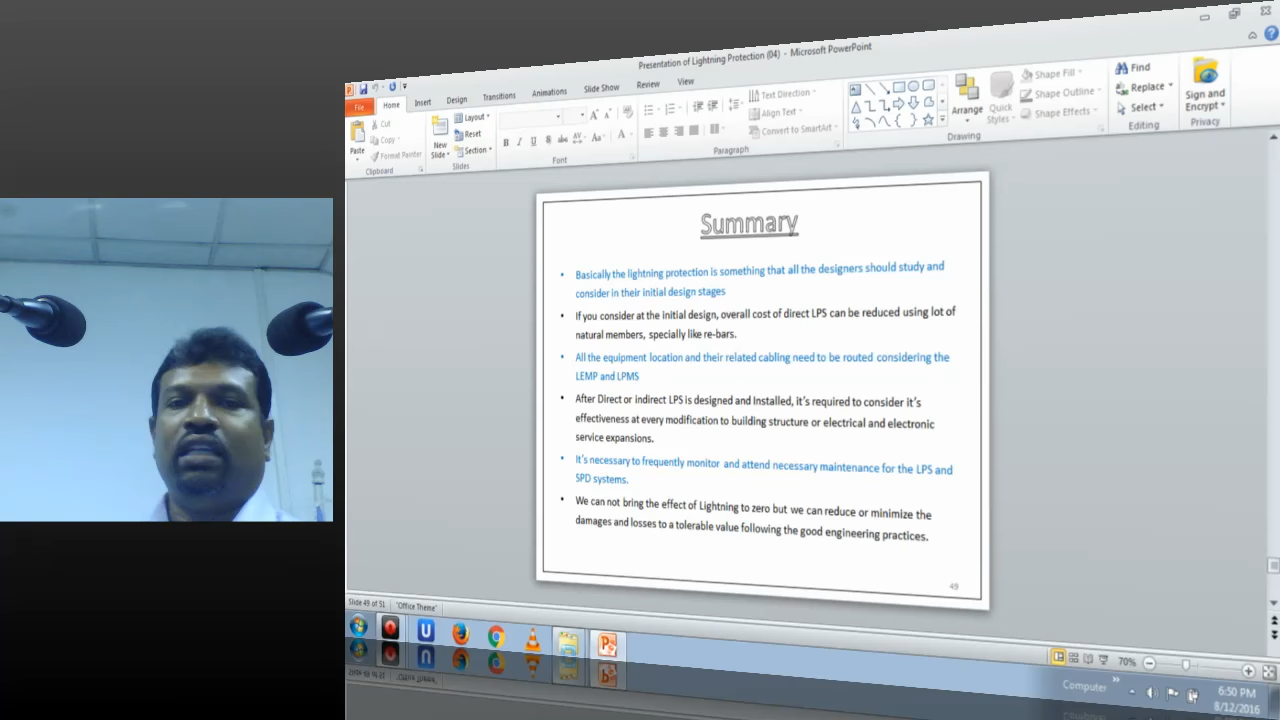 Presentation of Lightning Protection (04) - Microsoft PowerPoint
File Home Insert Design Transitions Animations Slide Show Review View
Cut
Copy
Format Painter
Paste
Clipboard
New
Slide
Layout
Reset
Section
Slides
Font
Text Direction
Align Text
Convert to SmartArt
Paragraph
Arrange
Quick
Styles
Shape Fill
Shape Outline
Shape Effects
Drawing
Find
Replace
Select
Editing
Sign and
Encrypt
Privacy
Summary
• Basically the lightning protection is something that all the designers should study and
consider in their initial design stages
• If you consider at the initial design, overall cost of direct LPS can be reduced using lot of
natural members, specially like re-bars.
• All the equipment location and their related cabling need to be routed considering the
LEMP and LPMS
• After Direct or indirect LPS is designed and Installed, it's required to consider it's
effectiveness at every modification to building structure or electrical and electronic
service expansions.
• It's necessary to frequently monitor and attend necessary maintenance for the LPS and
SPD systems.
• We can not bring the effect of Lightning to zero but we can reduce or minimize the
damages and losses to a tolerable value following the good engineering practices.
49
Slide 49 of 51 "Office Theme"
70%
Computer
6:50 PM
8/12/2016